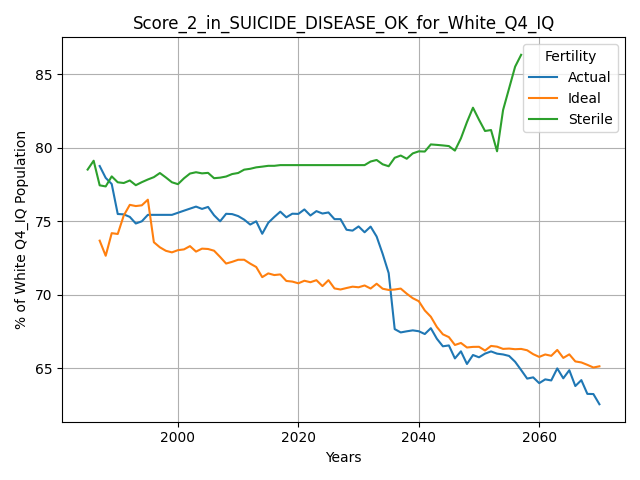 Score_2_in_SUICIDE_DISEASE_OK_for_White_Q4_IQ
% of White Q4_IQ Population
85
80
75
70
65
Fertility
Actual
Ideal
Sterile
2000
2020
2040
2060
Years